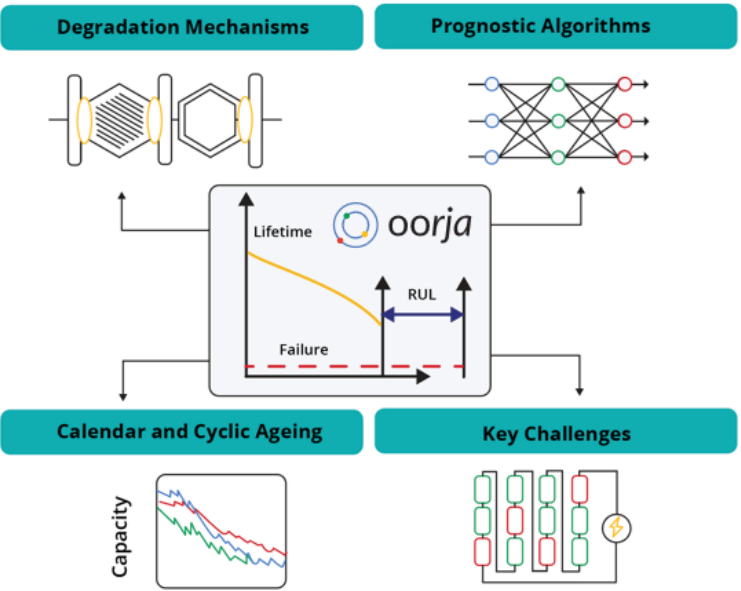 Degradation Mechanisms
Prognostic Algorithms
oorja
Lifetime
RUL
Failure
Calendar and Cyclic Ageing
Key Challenges
Capacity